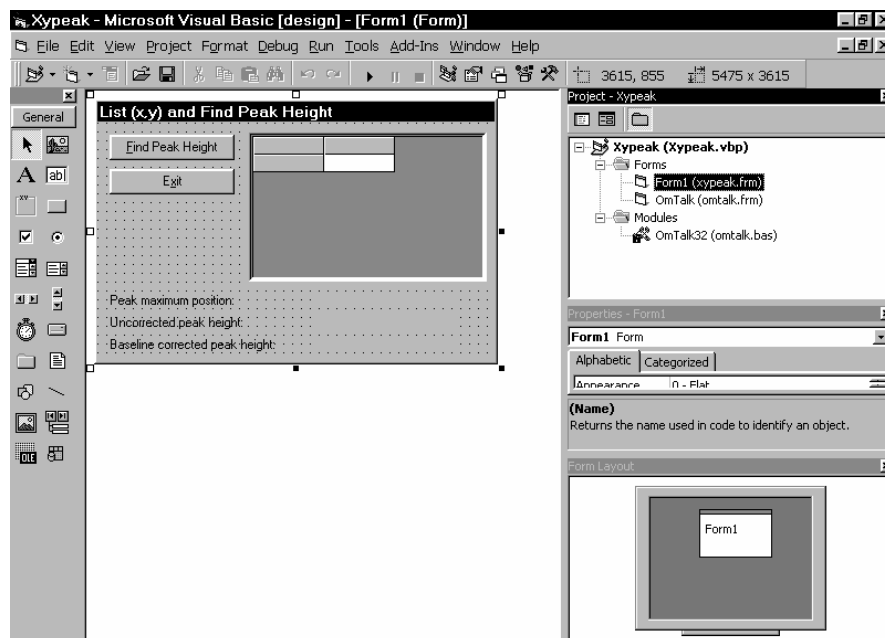 Xypeak - Microsoft Visual Basic [design] - [Form1 (Form)]
File Edit View Project Format Debug Run Tools Add-Ins Window Help
3615, 855 5475 x 3615
General
A ab|
xy
OLE
List (x,y) and Find Peak Height
Find Peak Height
Exit
Peak maximum position:
Uncorrected peak height:
Baseline corrected peak height:
Project - Xypeak
Xypeak (Xypeak.vbp)
Forms
Form1 (xypeak.frm)
OmTalk (omtalk.frm)
Modules
OmTalk32 (omtalk.bas)
Properties - Form1
Form1 Form
Alphabetic Categorized
Appearance 0 - Flat
(Name)
Returns the name used in code to identify an object.
Form Layout
Form1